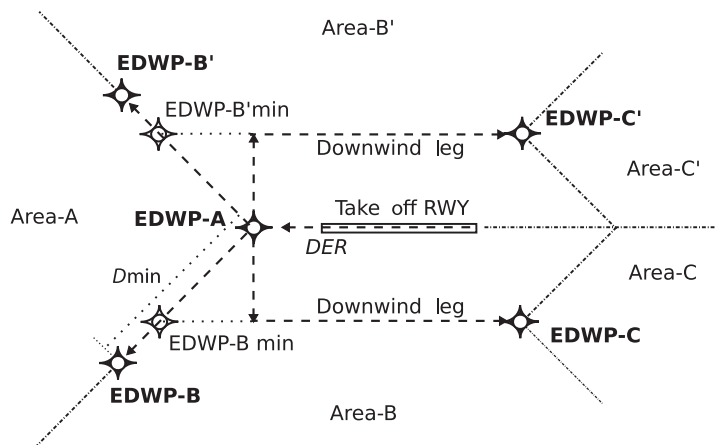 Area-B'
EDWP-B'
EDWP-B'min
EDWP-C'
Downwind leg
Area-C'
Take off RWY
Area-A
EDWP-A
DER
Dmin
Area-C
Downwind leg
EDWP-B min
EDWP-C
EDWP-B
Area-B